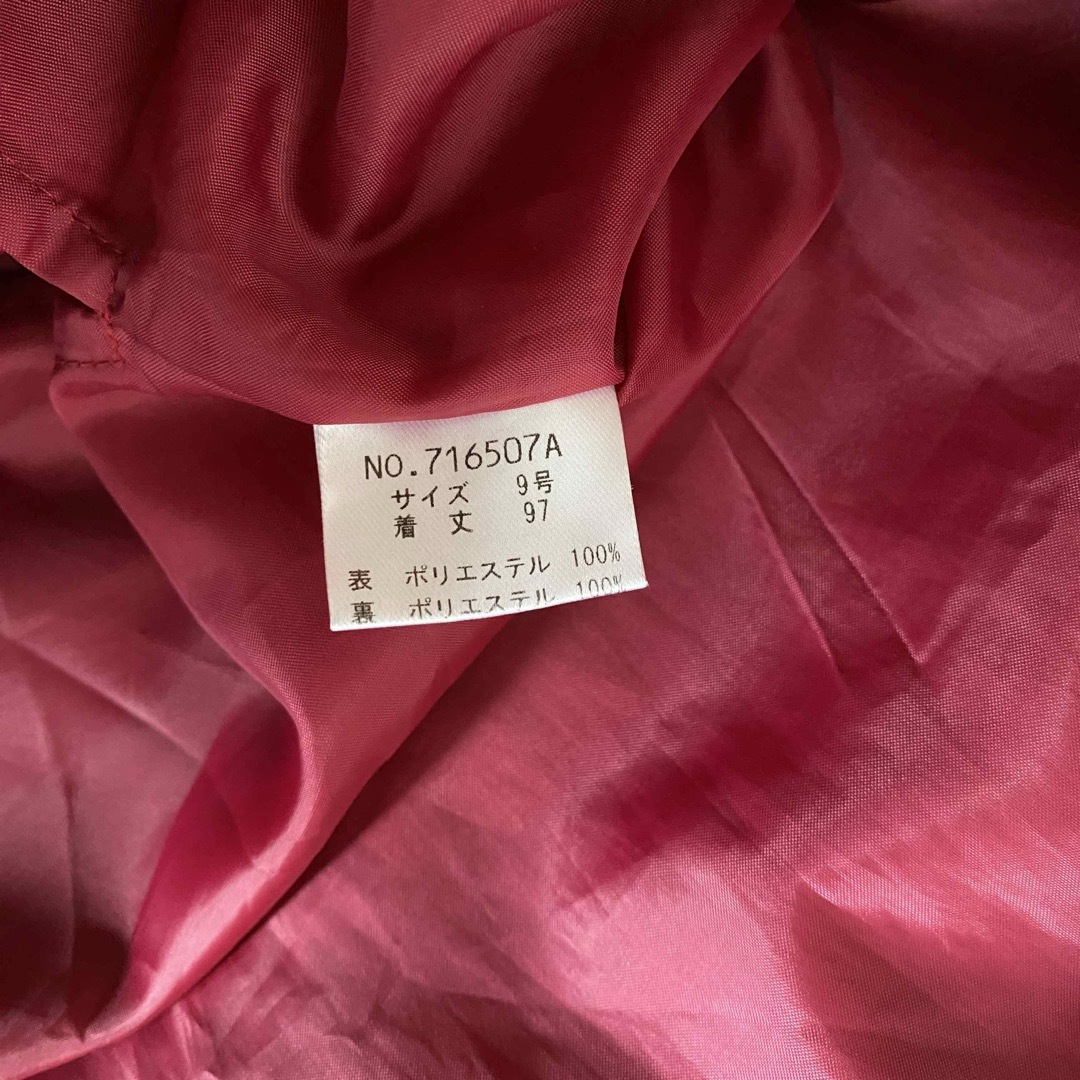 NO.716507A
サイズ 9号
着 丈 97
表 ポリエステル 100%
裏 ポリエステル 100%